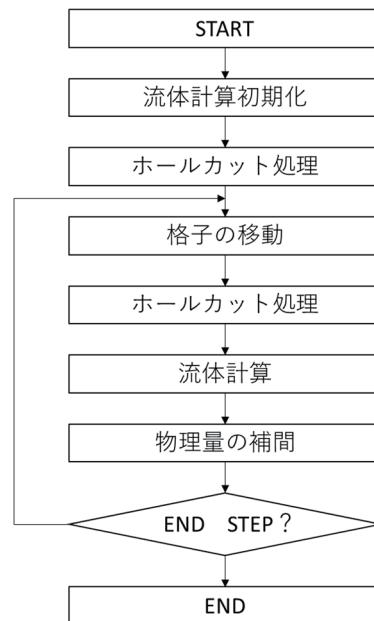 START
流体計算初期化
ホールカット処理
格子の移動
ホールカット処理
流体計算
物理量の補間
END　STEP？
END